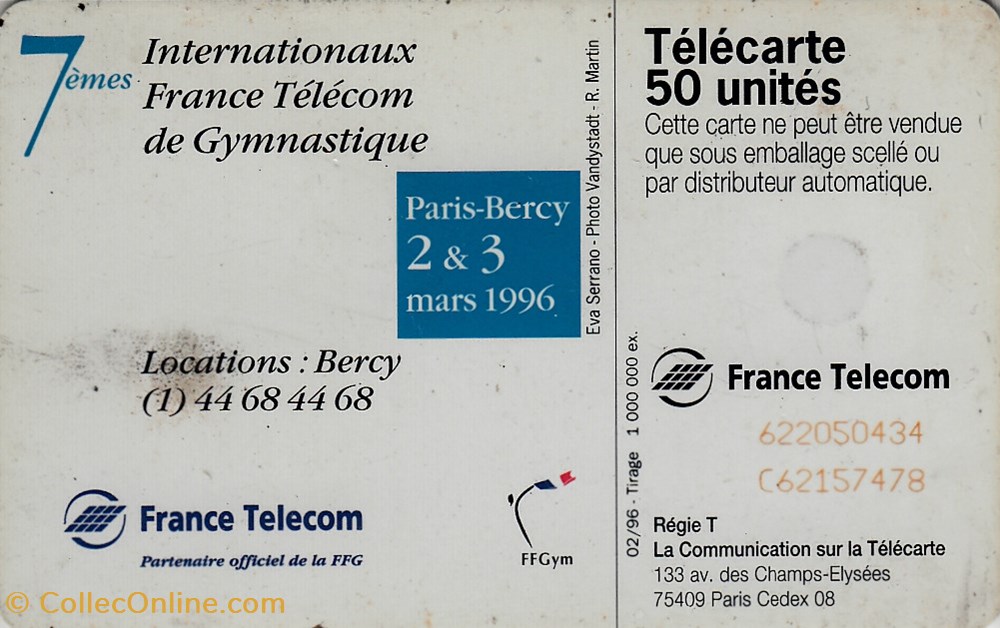 7èmes Internationaux
France Télécom
de Gymnastique
Paris-Bercy
2 & 3
mars 1996
Locations : Bercy
(1) 44 68 44 68
France Telecom
Partenaire officiel de la FFG
FFGym
Eva Serrano - Photo Vandystadt - R. Martin
Télécarte
50 unités
Cette carte ne peut être vendue
que sous emballage scellé ou
par distributeur automatique.
France Telecom
622050434
C62157478
02/96 - Tirage 1 000 000 ex.
Régie T
La Communication sur la Télécarte
133 av. des Champs-Elysées
75409 Paris Cedex 08
© CollecOnline.com